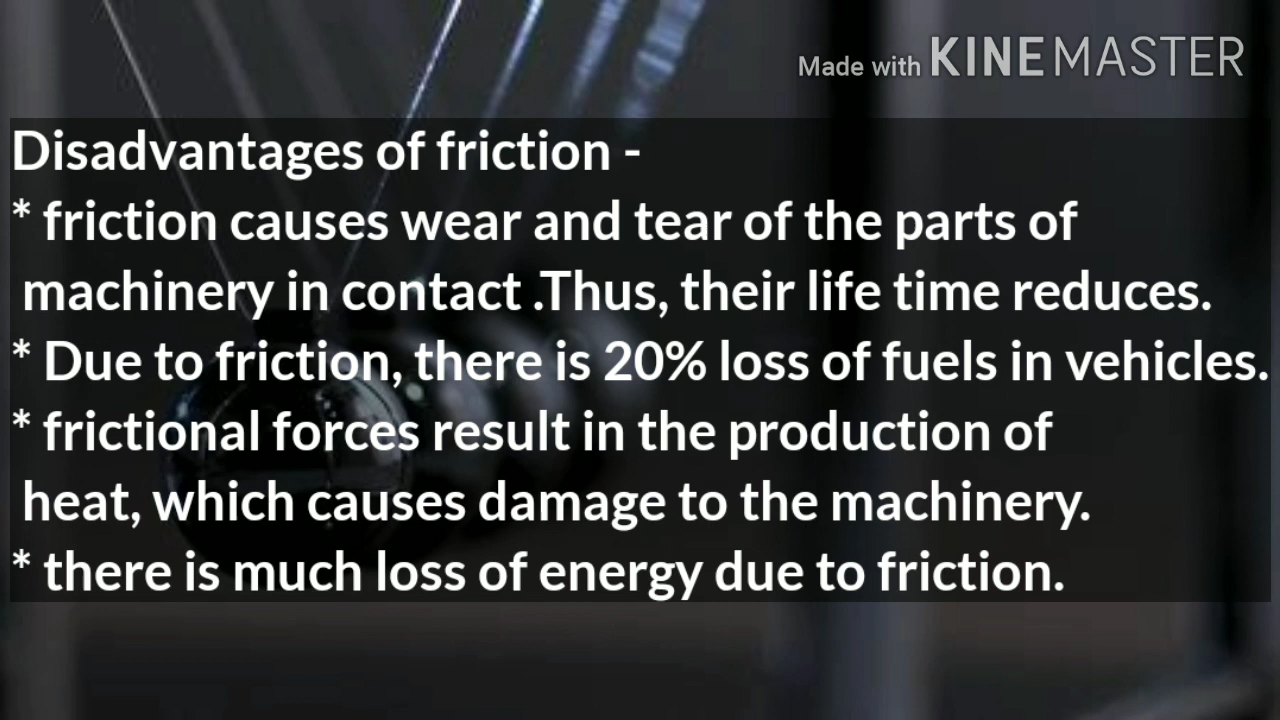 Made with KINEMASTER
Disadvantages of friction -
* friction causes wear and tear of the parts of
machinery in contact .Thus, their life time reduces.
* Due to friction, there is 20% loss of fuels in vehicles.
* frictional forces result in the production of
heat, which causes damage to the machinery.
* there is much loss of energy due to friction.